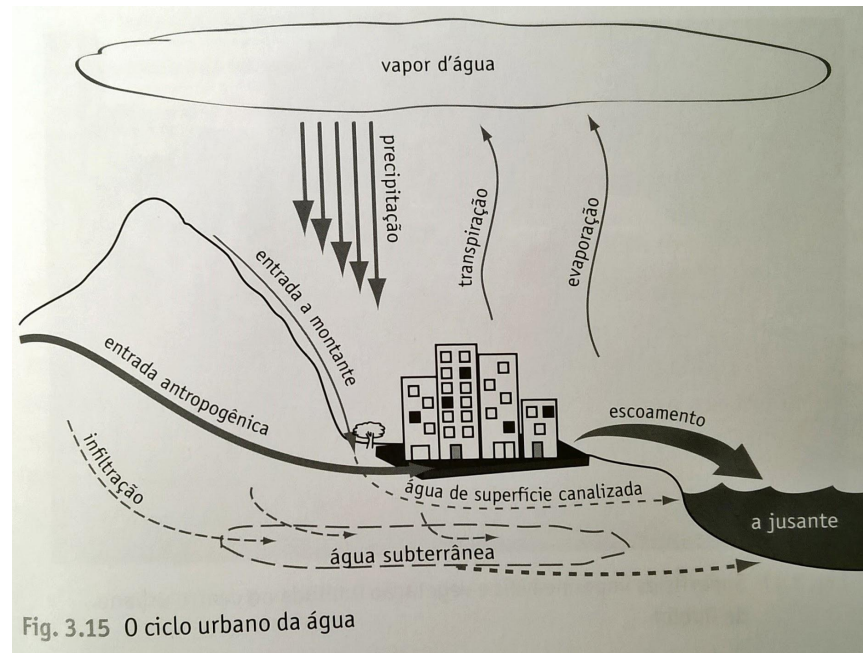 vapor d'água
precipitação
transpiração
evaporação
entrada a montante
entrada antropogênica
escoamento
infiltração
água de superfície canalizada
a jusante
água subterrânea
Fig. 3.15 O ciclo urbano da água